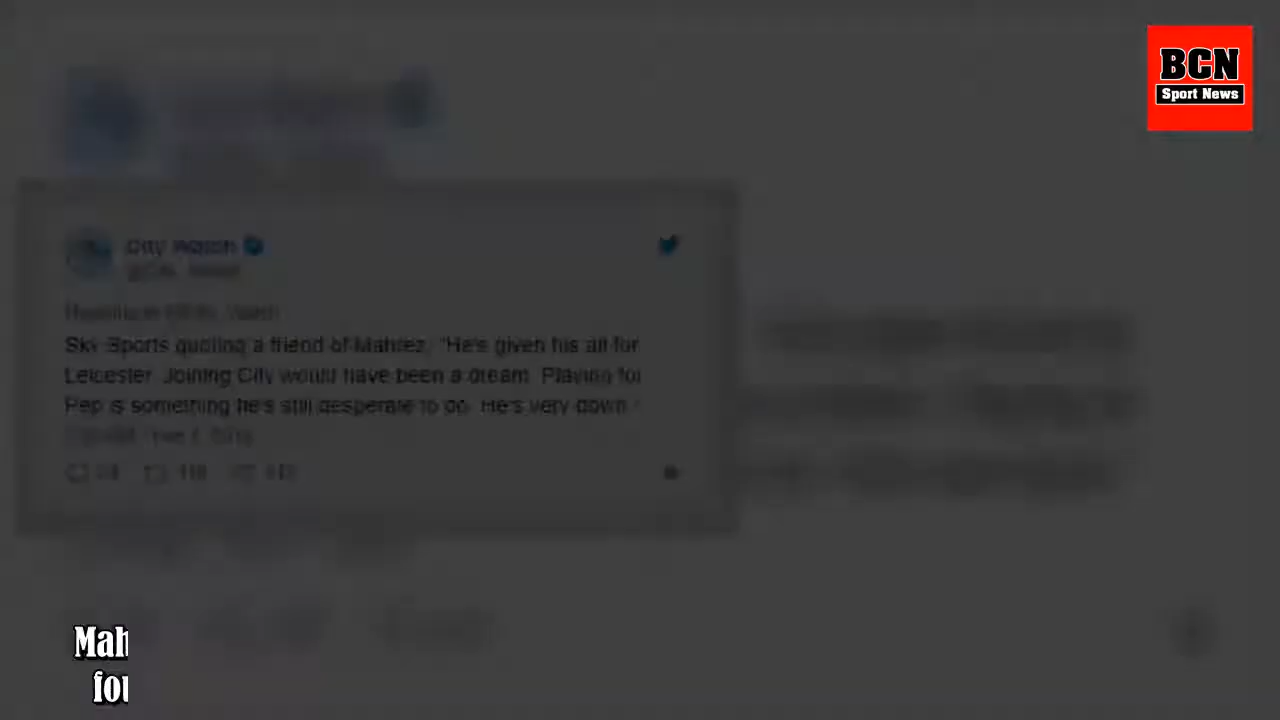 BCN
Sport News
City Watch
Sky Sports quoting a friend of Mahrez, "He's given his all for
Leicester. Joining City would have been a dream. Playing for
Pep is something he's still desperate to do. He's very down
Mah
fou